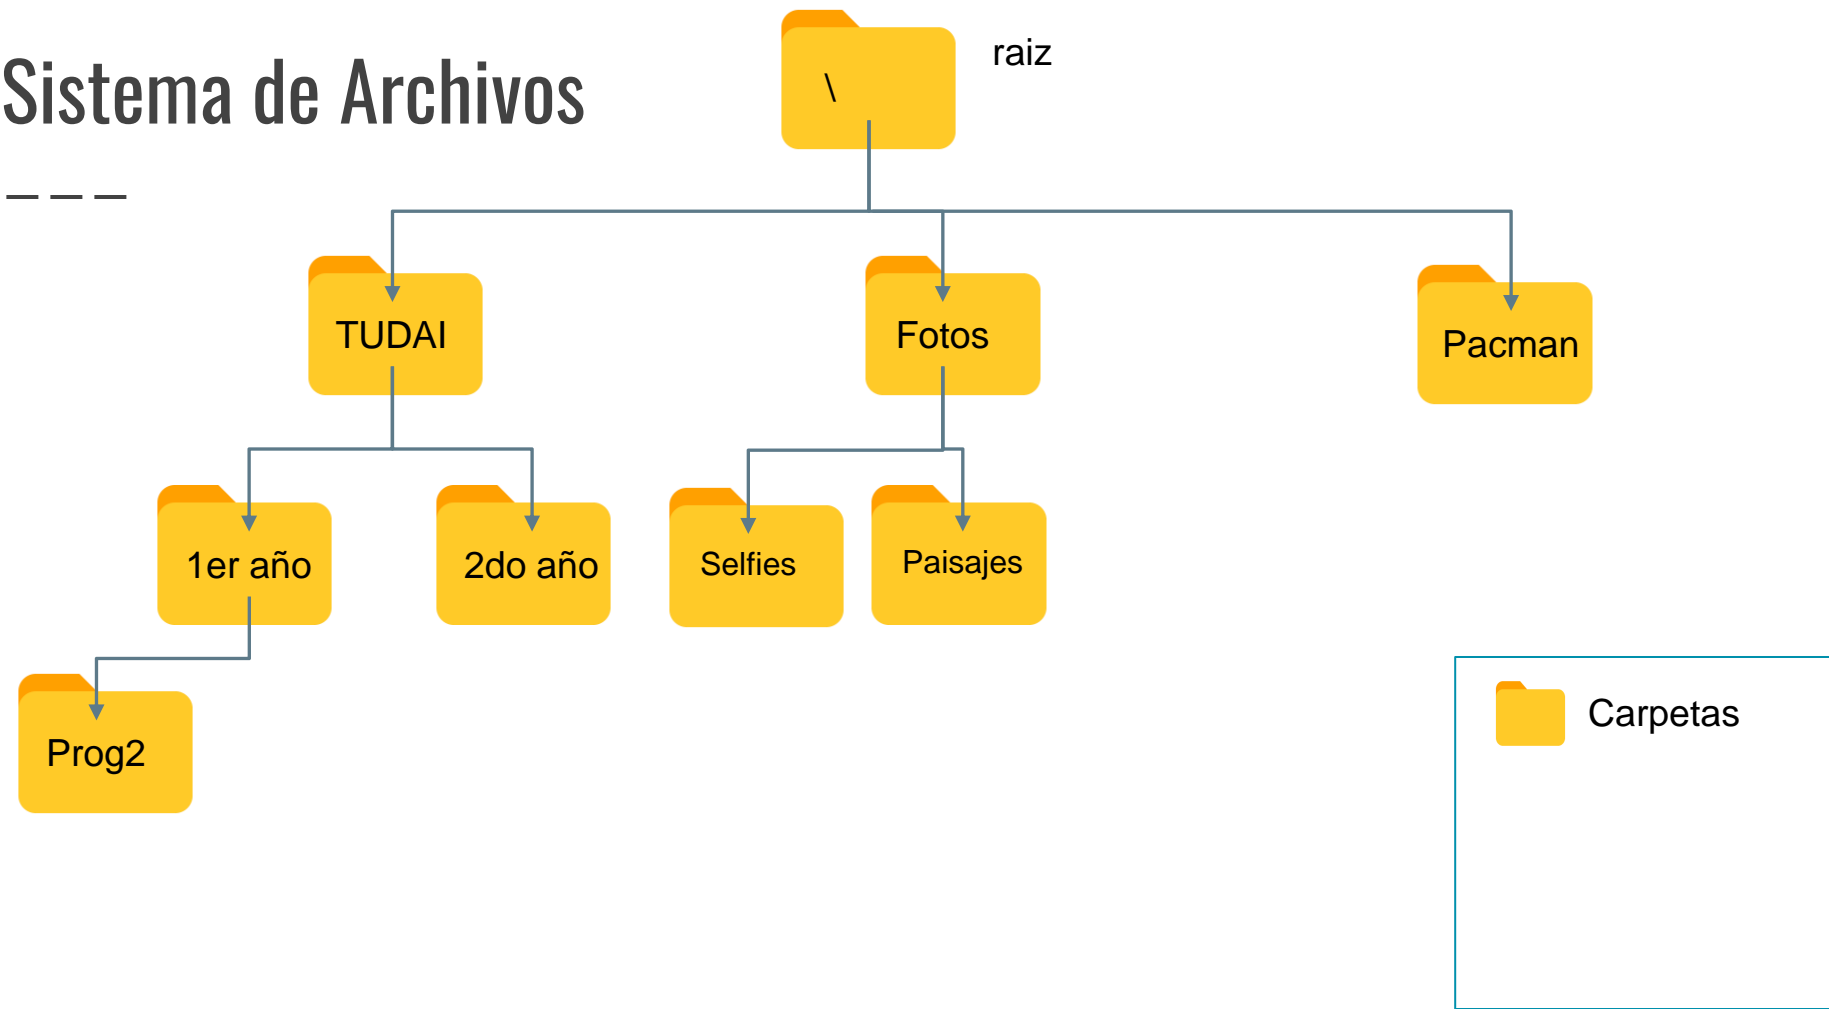 Sistema de Archivos
\
raiz
TUDAI
Fotos
Pacman
1er año
2do año
Selfies
Paisajes
Prog2
Carpetas